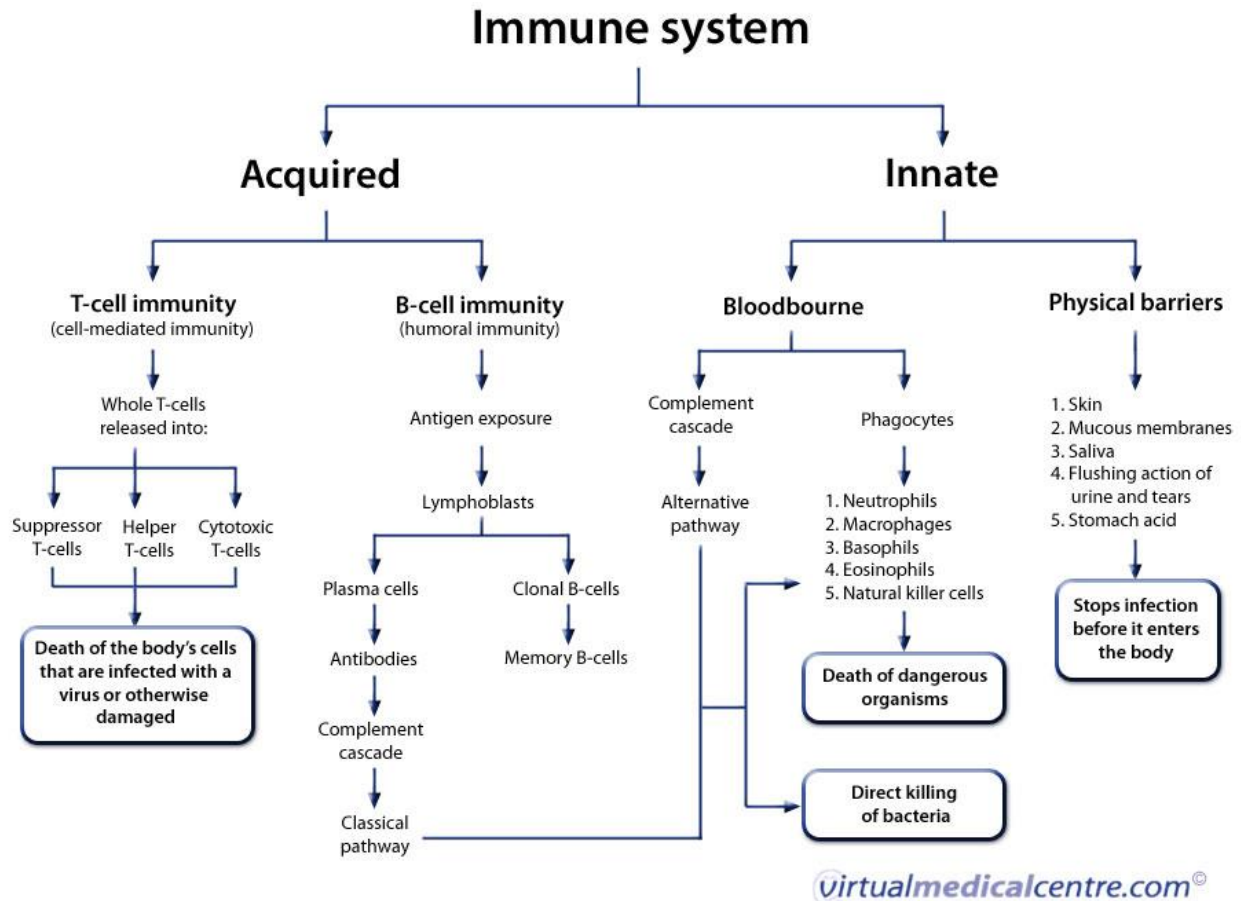 Immune system
Acquired
Innate
T-cell immunity
(cell-mediated immunity)
B-cell immunity
(humoral immunity)
Bloodbourne
Physical barriers
Whole T-cells
released into:
Antigen exposure
Complement
cascade
Phagocytes
1. Skin
2. Mucous membranes
3. Saliva
4. Flushing action of
urine and tears
5. Stomach acid
Suppressor
T-cells
Helper
T-cells
Cytotoxic
T-cells
Lymphoblasts
Alternative
pathway
1. Neutrophils
2. Macrophages
3. Basophils
4. Eosinophils
5. Natural killer cells
Plasma cells
Clonal B-cells
Stops infection
before it enters
the body
Death of the body's cells
that are infected with a
virus or otherwise
damaged
Antibodies
Memory B-cells
Death of dangerous
organisms
Complement
cascade
Direct killing
of bacteria
Classical
pathway
virtualmedicalcentre.com©